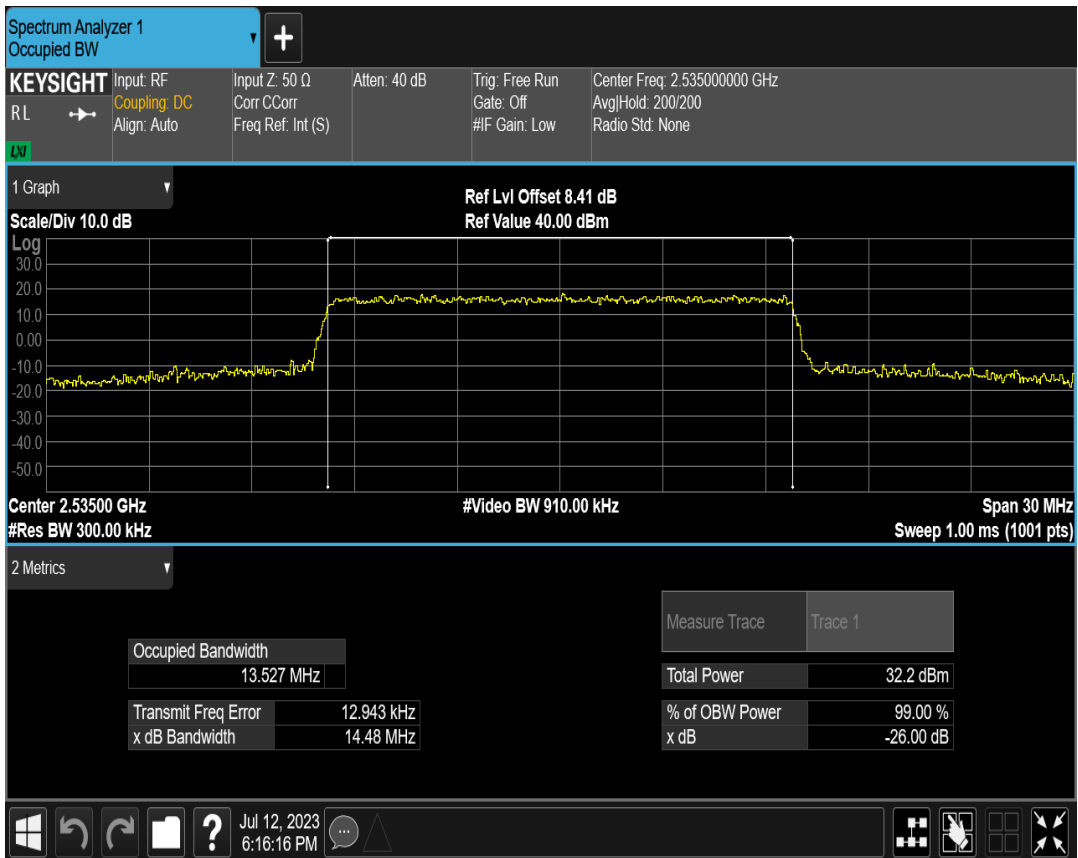 Spectrum Analyzer 1
Occupied BW
KEYSIGHT
RL
LXI
Input: RF
Coupling: DC
Align: Auto
Input Z: 50 Ω
Corr CCorr
Freq Ref: Int (S)
Atten: 40 dB
Trig: Free Run
Gate: Off
#IF Gain: Low
Center Freq: 2.535000000 GHz
Avg|Hold: 200/200
Radio Std: None
1 Graph
Ref Lvl Offset 8.41 dB
Scale/Div 10.0 dB
Ref Value 40.00 dBm
Log
30.0
20.0
10.0
0.00
-10.0
-20.0
-30.0
-40.0
-50.0
Center 2.53500 GHz
#Video BW 910.00 kHz
Span 30 MHz
#Res BW 300.00 kHz
Sweep 1.00 ms (1001 pts)
2 Metrics
Measure Trace
Trace 1
Occupied Bandwidth
13.527 MHz
Total Power 32.2 dBm
Transmit Freq Error 12.943 kHz
% of OBW Power 99.00 %
x dB Bandwidth 14.48 MHz
x dB -26.00 dB
?
Jul 12, 2023
6:16:16 PM